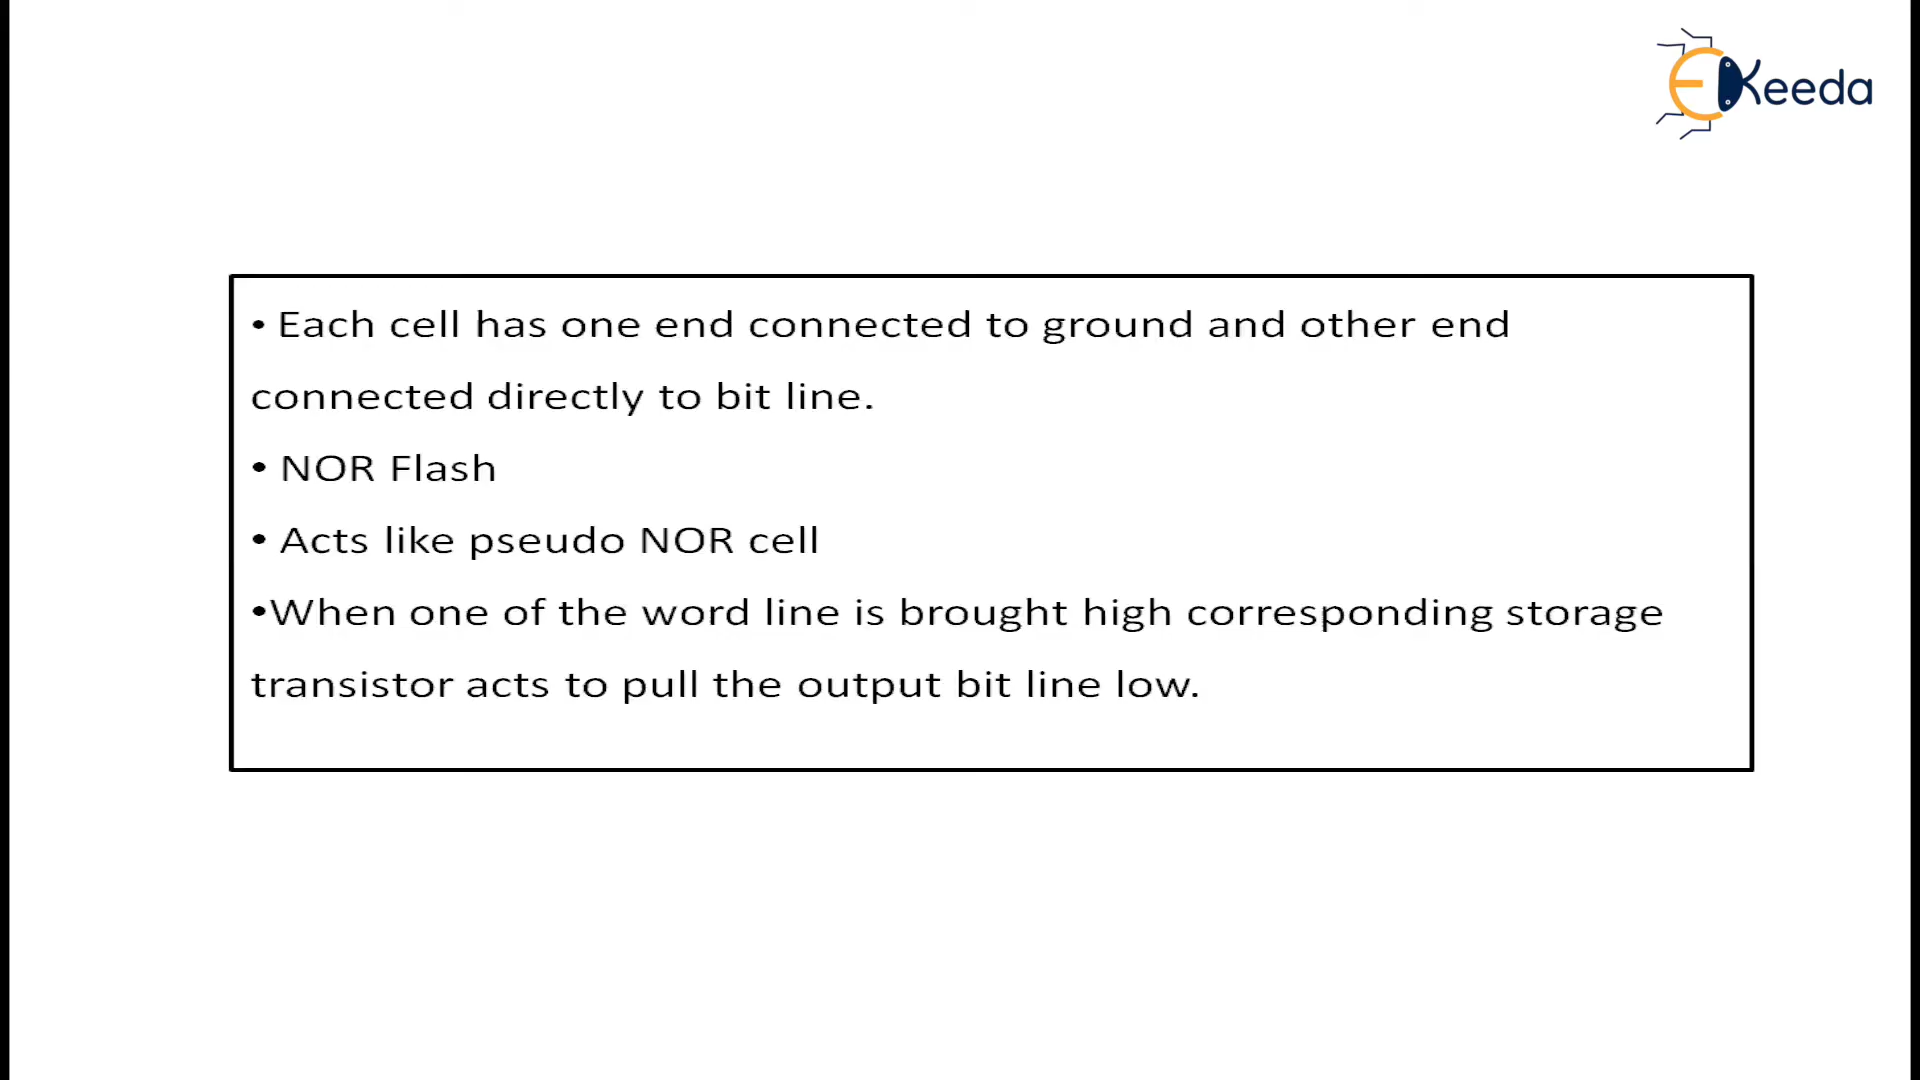 EKeeda
• Each cell has one end connected to ground and other end
connected directly to bit line.
• NOR Flash
• Acts like pseudo NOR cell
•When one of the word line is brought high corresponding storage
transistor acts to pull the output bit line low.